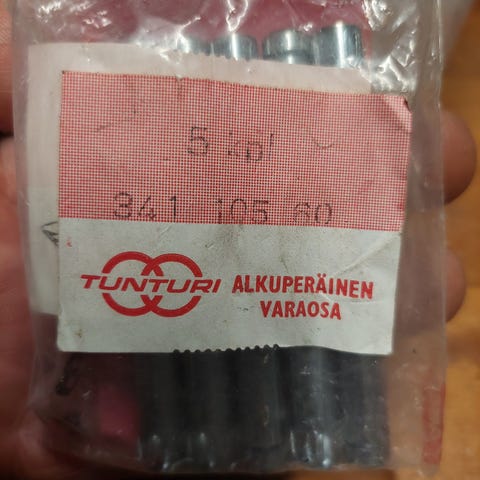 5 kpl
341 105 60
TUNTURI
ALKUPERÄINEN
VARAOSA